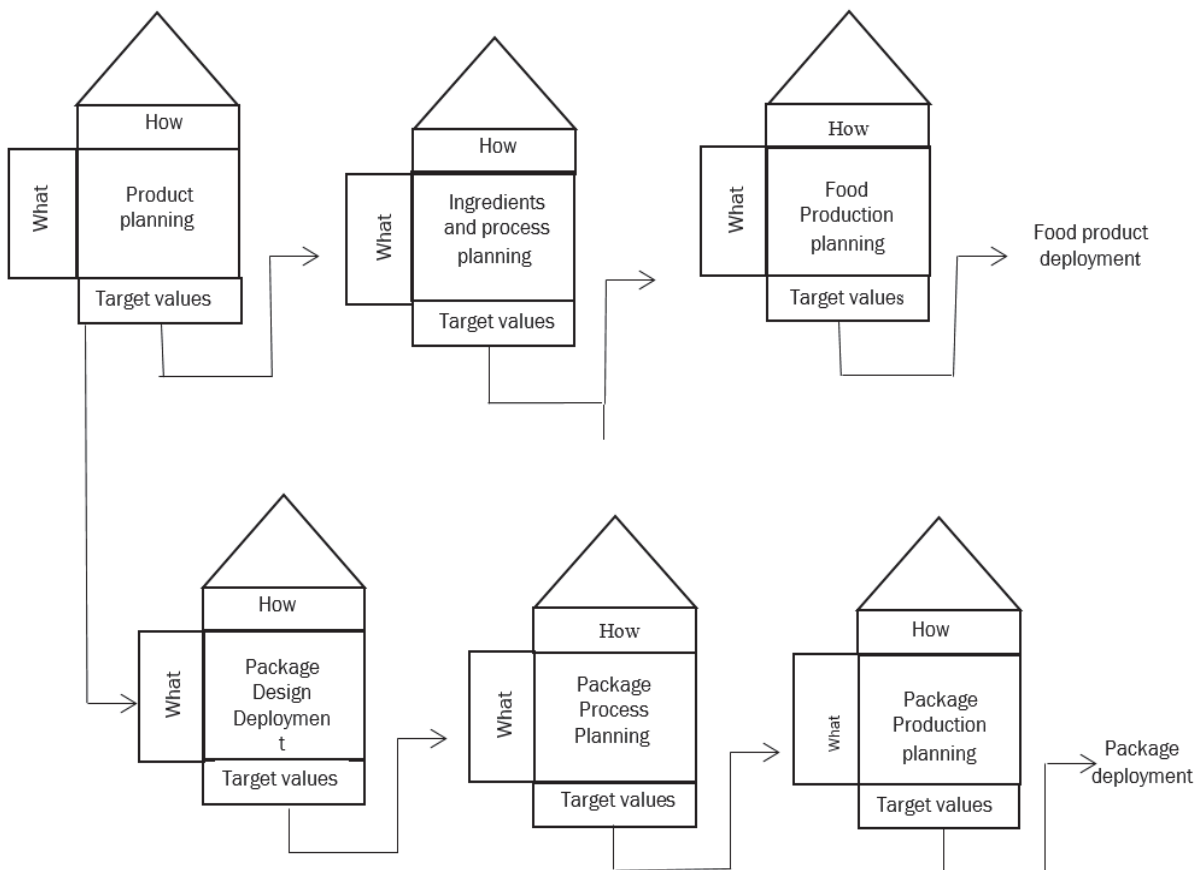 How
What
Product
planning
Target values
How
What
Ingredients
and process
planning
Target values
How
What
Food
Production
planning
Target values
Food product
deployment
How
What
Package
Design
Deploymen
t
Target values
How
What
Package
Process
Planning
Target values
How
What
Package
Production
planning
Target values
Package
deployment